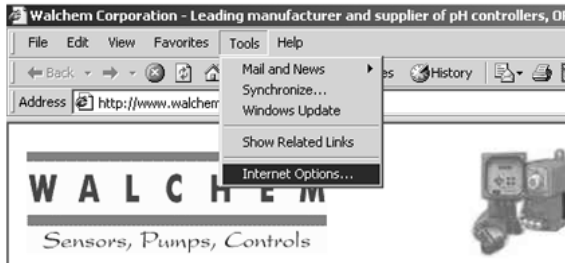 Walchem Corporation - Leading manufacturer and supplier of pH controllers,
File Edit View Favorites Tools Help
Back History
Address http://www.walchem
Mail and News
Synchronize...
Windows Update
Show Related Links
Internet Options...
WALCHEM
Sensors, Pumps, Controls